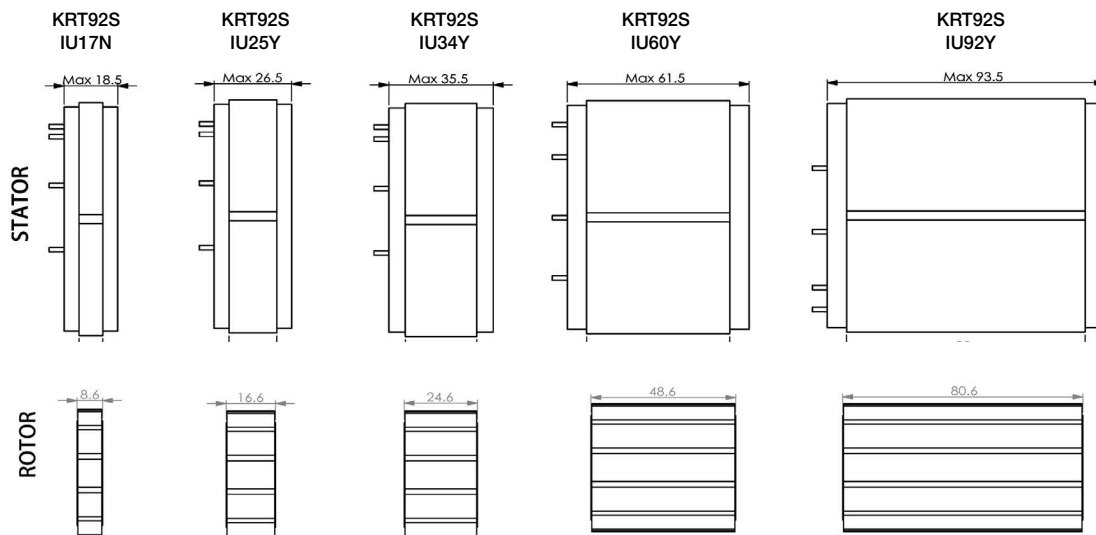 KRT92S
IU17N
KRT92S
IU25Y
KRT92S
IU34Y
KRT92S
IU60Y
KRT92S
IU92Y
Max 18.5
Max 26.5
Max 35.5
Max 61.5
Max 93.5
STATOR
8.6
16.6
24.6
48.6
80.6
ROTOR